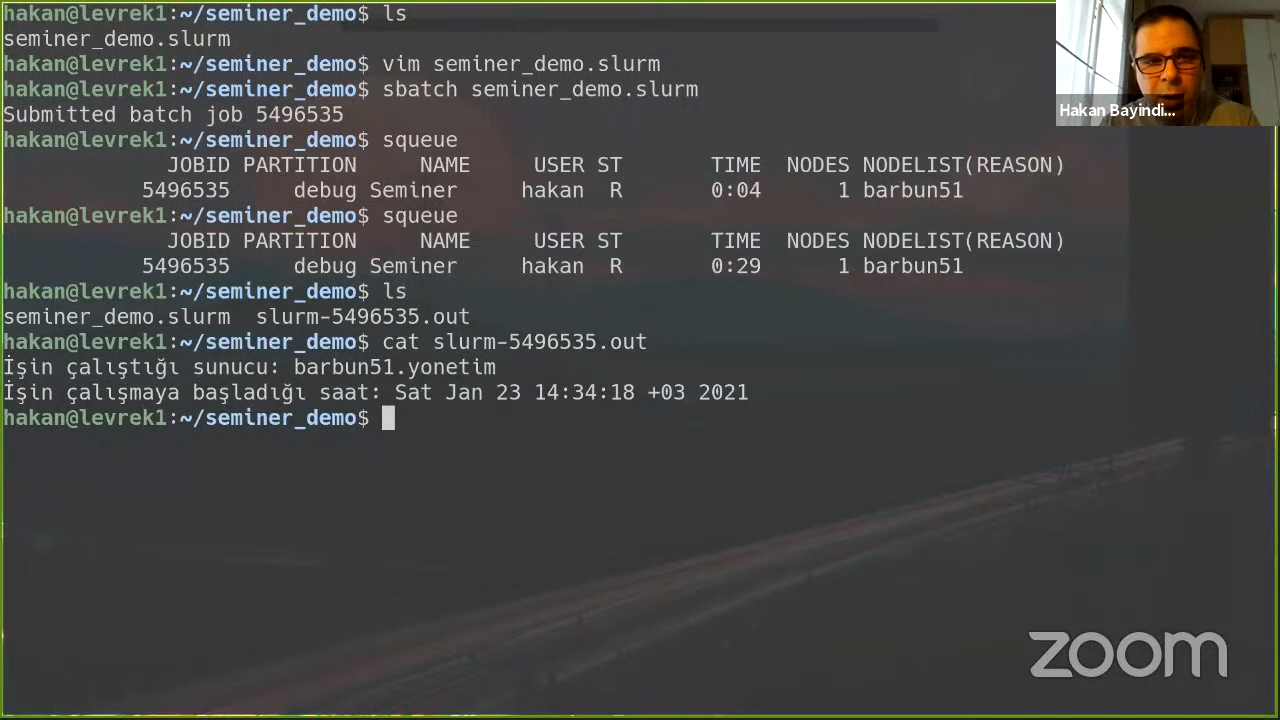 hakan@levrek1:~/seminer_demo$ ls
seminer_demo.slurm
hakan@levrek1:~/seminer_demo$ vim seminer_demo.slurm
hakan@levrek1:~/seminer_demo$ sbatch seminer_demo.slurm
Submitted batch job 5496535
hakan@levrek1:~/seminer_demo$ squeue
JOBID PARTITION NAME USER ST TIME NODES NODELIST(REASON)
5496535 debug Seminer hakan R 0:04 1 barbun51
hakan@levrek1:~/seminer_demo$ squeue
JOBID PARTITION NAME USER ST TIME NODES NODELIST(REASON)
5496535 debug Seminer hakan R 0:29 1 barbun51
hakan@levrek1:~/seminer_demo$ ls
seminer_demo.slurm slurm-5496535.out
hakan@levrek1:~/seminer_demo$ cat slurm-5496535.out
İşin çalıştığı sunucu: barbun51.yonetim
İşin çalışmaya başladığı saat: Sat Jan 23 14:34:18 +03 2021
hakan@levrek1:~/seminer_demo$
Hakan Bayindi...
zoom